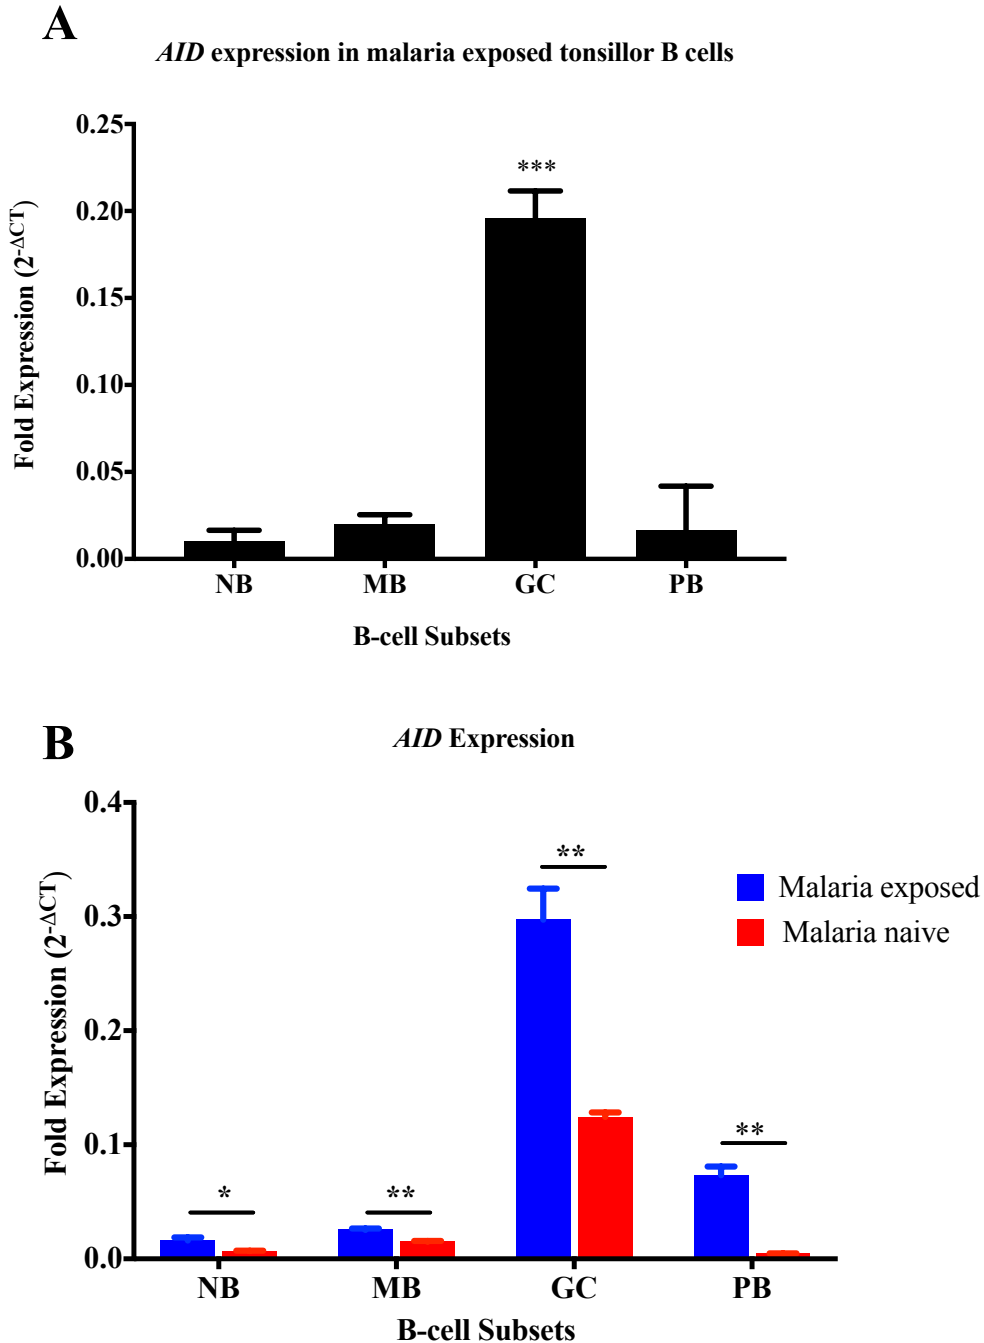 A
AID expression in malaria exposed tonsillor B cells
Fold Expression (2^-ΔCT)
0.25
0.20
0.15
0.10
0.05
0.00
***
NB MB GC PB
B-cell Subsets
B
AID Expression
Fold Expression (2^-ΔCT)
0.4
0.3
0.2
0.1
0.0
* ** ** **
Malaria exposed
Malaria naive
NB MB GC PB
B-cell Subsets